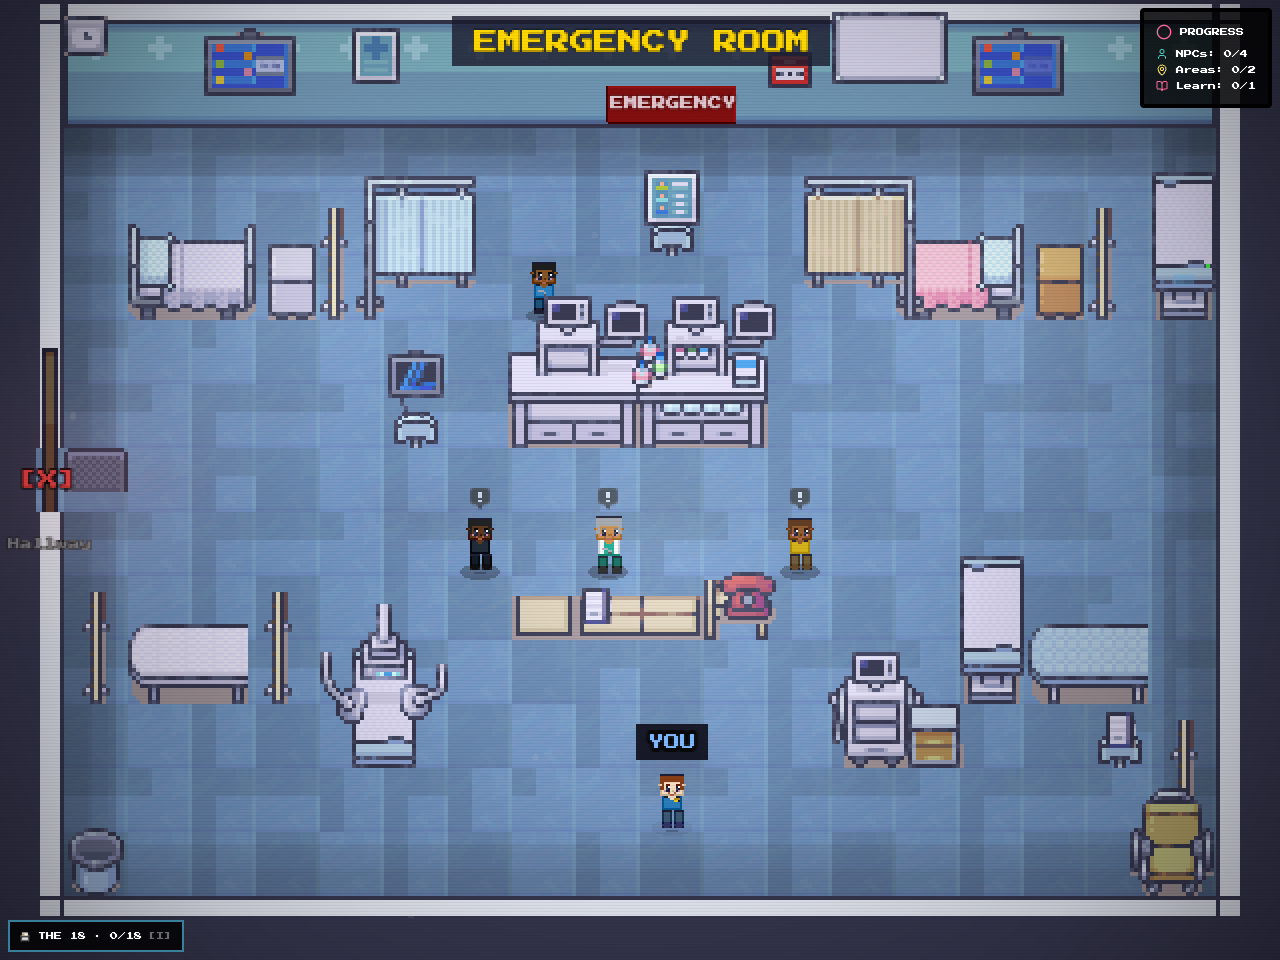 EMERGENCY ROOM
EMERGENCY
PROGRESS
NPCs: 0/4
Areas: 0/2
Learn: 0/1
!
!
!
[X]
Hallway
YOU
THE 18 · 0/18 [I]